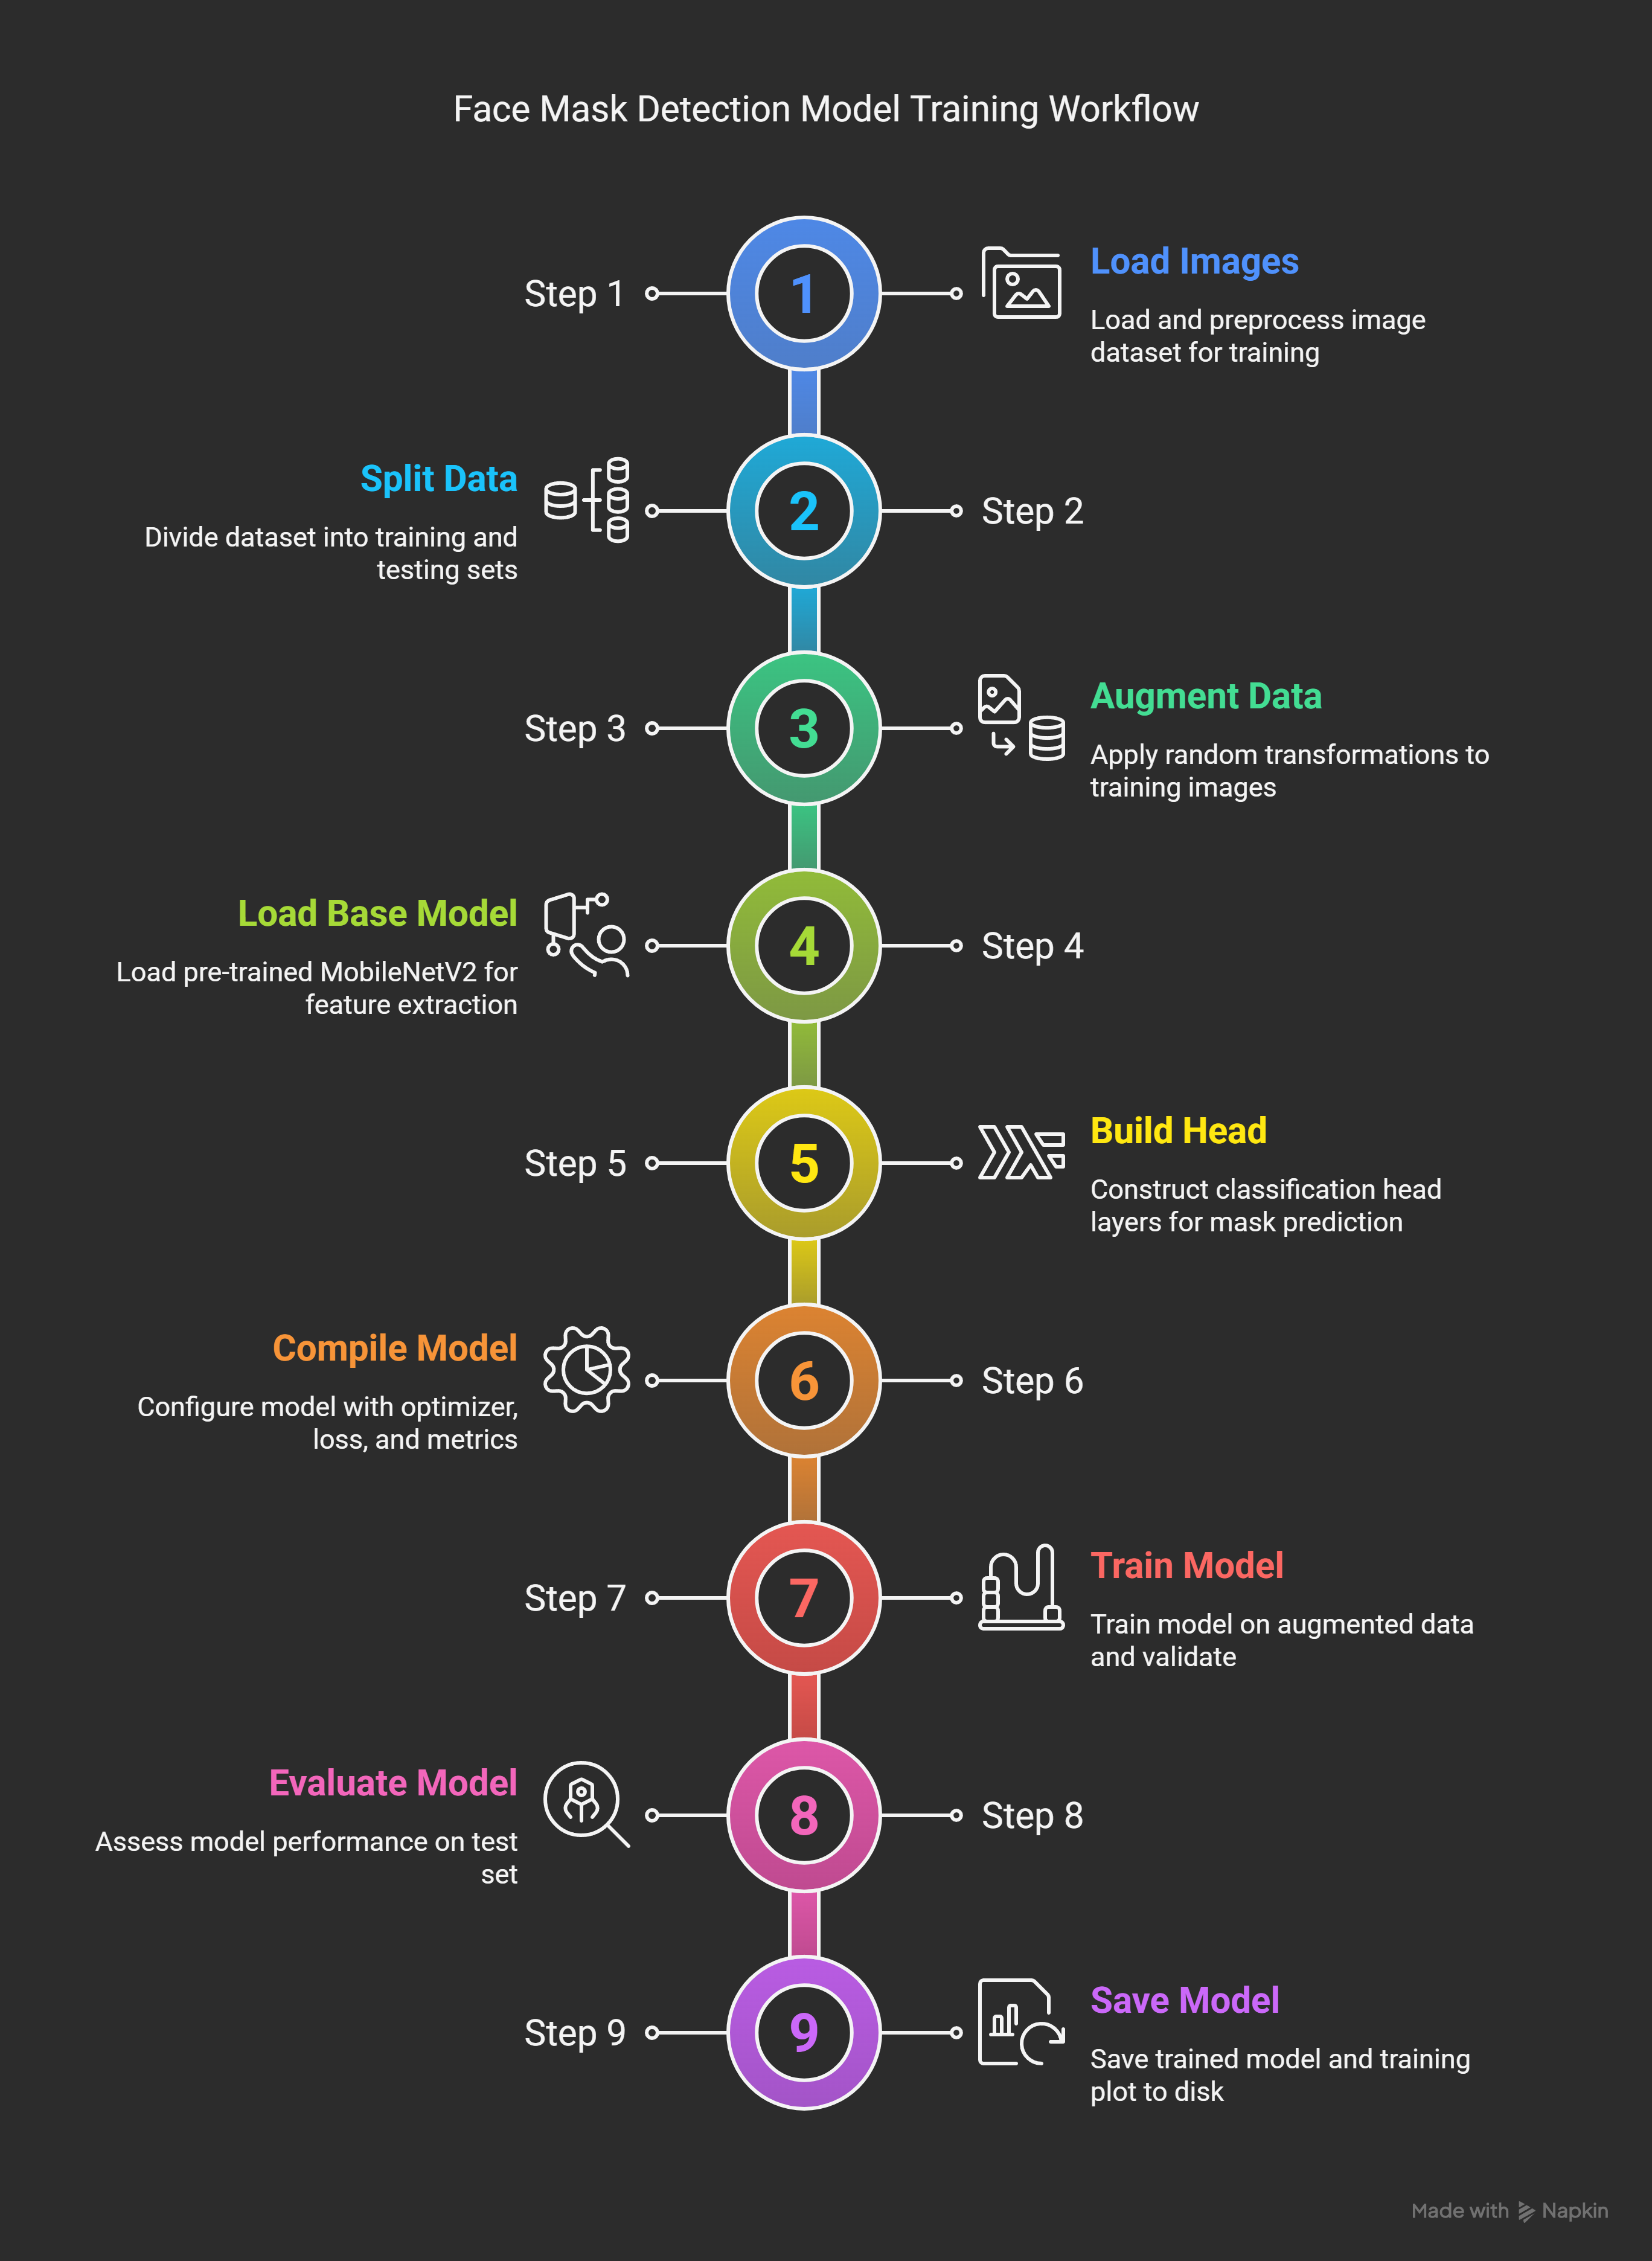 Face Mask Detection Model Training Workflow
Step 1
1
Load Images
Load and preprocess image
dataset for training
Split Data
Divide dataset into training and
testing sets
2
Step 2
Step 3
3
Augment Data
Apply random transformations to
training images
Load Base Model
Load pre-trained MobileNetV2 for
feature extraction
4
Step 4
Step 5
5
Build Head
Construct classification head
layers for mask prediction
Compile Model
Configure model with optimizer,
loss, and metrics
6
Step 6
Step 7
7
Train Model
Train model on augmented data
and validate
Evaluate Model
Assess model performance on test
set
8
Step 8
Step 9
9
Save Model
Save trained model and training
plot to disk
Made with Napkin